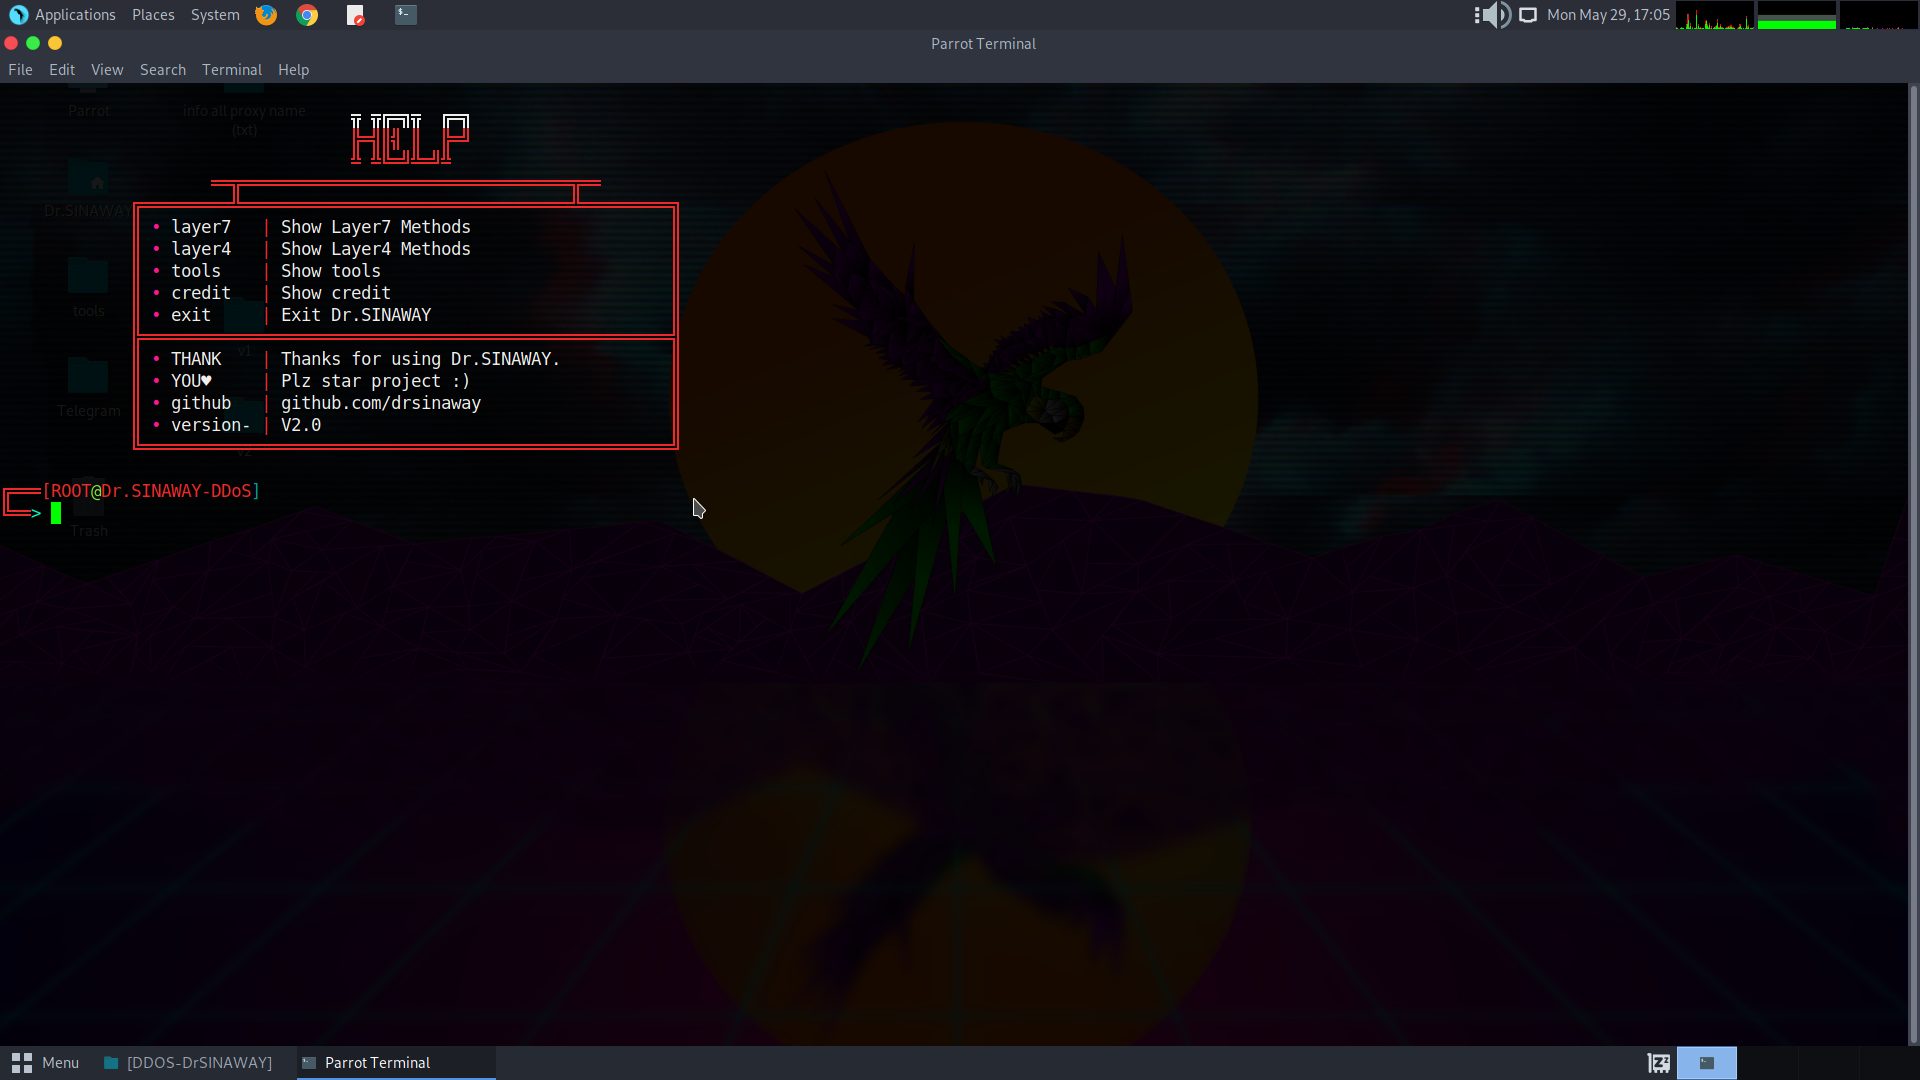 Applications Places System Mon May 29, 17:05
Parrot Terminal
File Edit View Search Terminal Help
Parrot
info all proxy name
(txt)
HELP
Dr.SINAWAY
• layer7 | Show Layer7 Methods
• layer4 | Show Layer4 Methods
• tools | Show tools
• credit | Show credit
• exit | Exit Dr.SINAWAY
tools
v1
• THANK | Thanks for using Dr.SINAWAY.
• YOU♥ | Plz star project :)
• github | github.com/drsinaway
• version- | V2.0
Telegram
v2
[ROOT@Dr.SINAWAY-DDoS]
>
Trash
Menu [DDOS-DrSINAWAY] Parrot Terminal